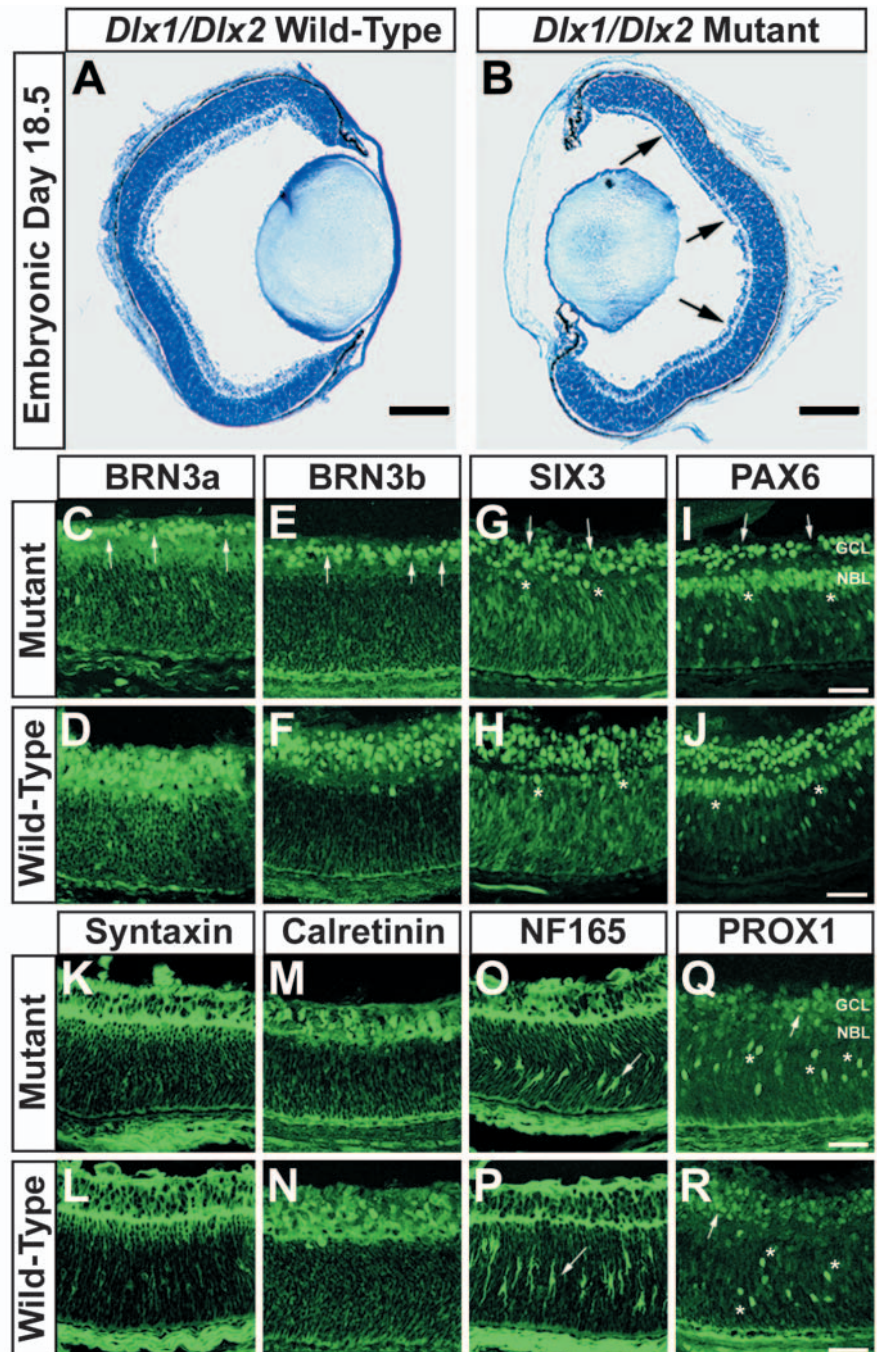 Dlx1/Dlx2 Wild-Type
Dlx1/Dlx2 Mutant
Embryonic Day 18.5
A
B
BRN3a
BRN3b
SIX3
PAX6
Mutant
C
E
G
I
GCL
NBL
*
*
*
*
Wild-Type
D
F
H
J
*
*
*
*
Syntaxin
Calretinin
NF165
PROX1
Mutant
K
M
O
Q
GCL
NBL
*
*
*
*
Wild-Type
L
N
P
R
*
*
*
*